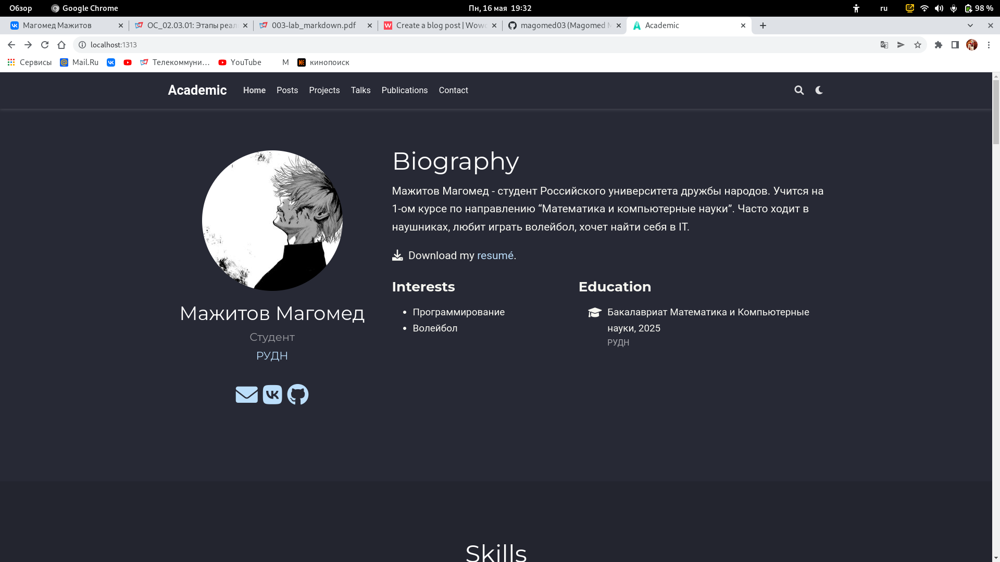 Обзор
Google Chrome
Пн, 16 мая 19:32
ru
98 %
Магомед Мажитов
ОС_02.03.01: Этапы реал
003-lab_markdown.pdf
Create a blog post | Wowc
magomed03 (Magomed M
Academic
localhost:1313
Сервисы
Mail.Ru
Телекоммуни...
YouTube
М
кинопоиск
Academic
Home
Posts
Projects
Talks
Publications
Contact
Biography
Мажитов Магомед - студент Российского университета дружбы народов. Учится на
1-ом курсе по направлению “Математика и компьютерные науки”. Часто ходит в
наушниках, любит играть волейбол, хочет найти себя в IT.
Download my resumé.
Мажитов Магомед
Студент
РУДН
Interests
Программирование
Волейбол
Education
Бакалавриат Математика и Компьютерные
науки, 2025
РУДН
Skills